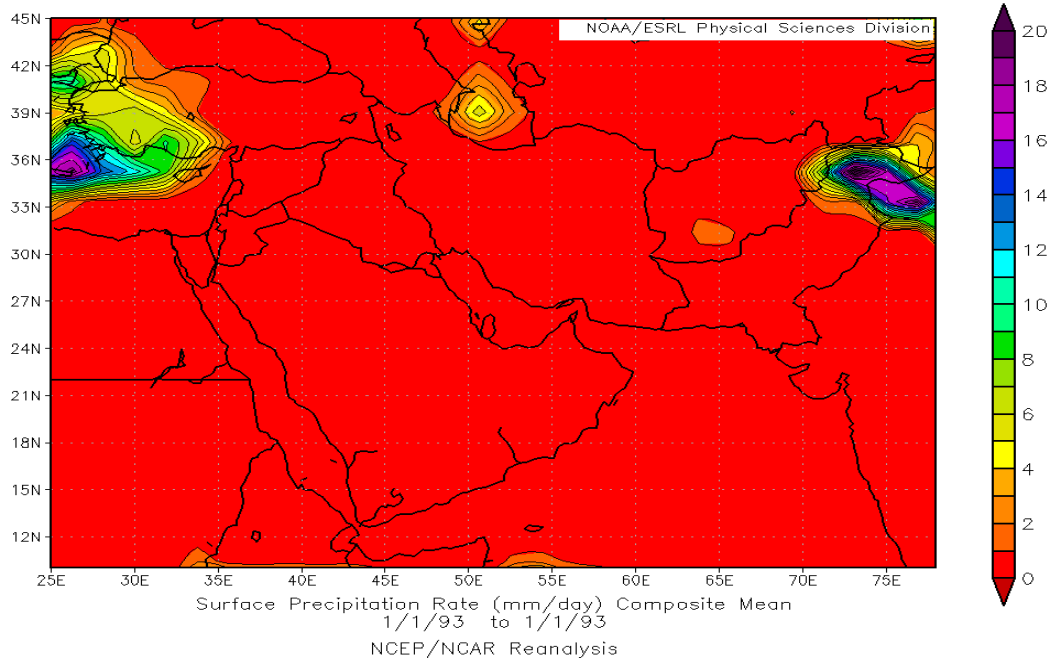 NOAA/ESRL Physical Sciences Division
45N
42N
39N
36N
33N
30N
27N
24N
21N
18N
15N
12N
25E 30E 35E 40E 45E 50E 55E 60E 65E 70E 75E
20
18
16
14
12
10
8
6
4
2
0
Surface Precipitation Rate (mm/day) Composite Mean
1/1/93 to 1/1/93
NCEP/NCAR Reanalysis